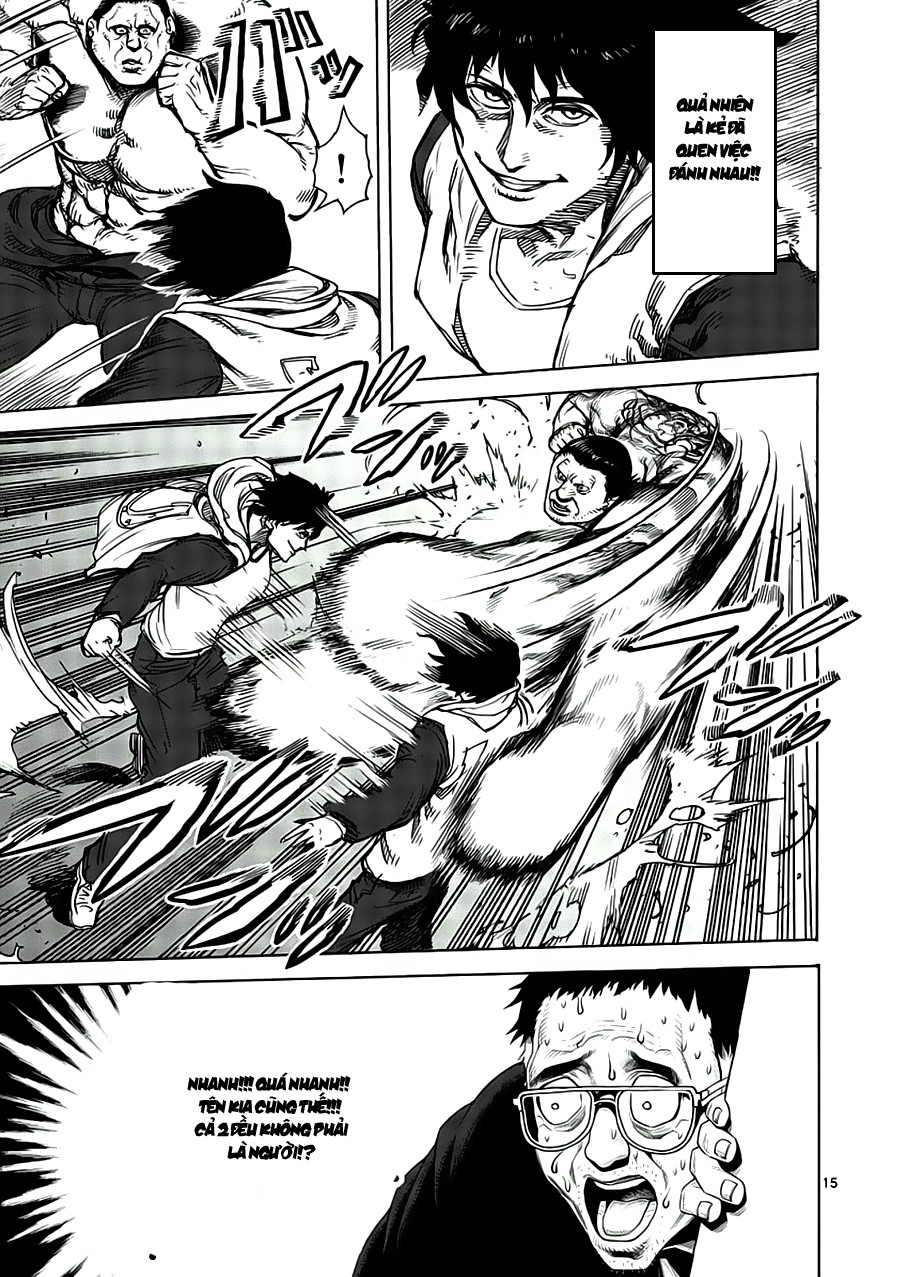 QUẢ NHIÊN
LÀ KẺ ĐÃ
QUEN VIỆC
ĐÁNH NHAU!!
!
NHANH!!! QUÁ NHANH!!
TÊN KIA CŨNG THẾ!!!
CẢ 2 ĐỀU KHÔNG PHẢI
LÀ NGƯỜI!?
15